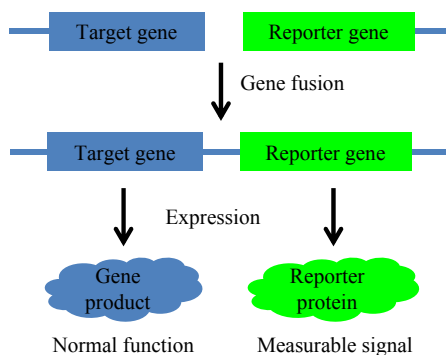 Target gene
Reporter gene
Gene fusion
Target gene
Reporter gene
Expression
Gene
product
Reporter
protein
Normal function
Measurable signal